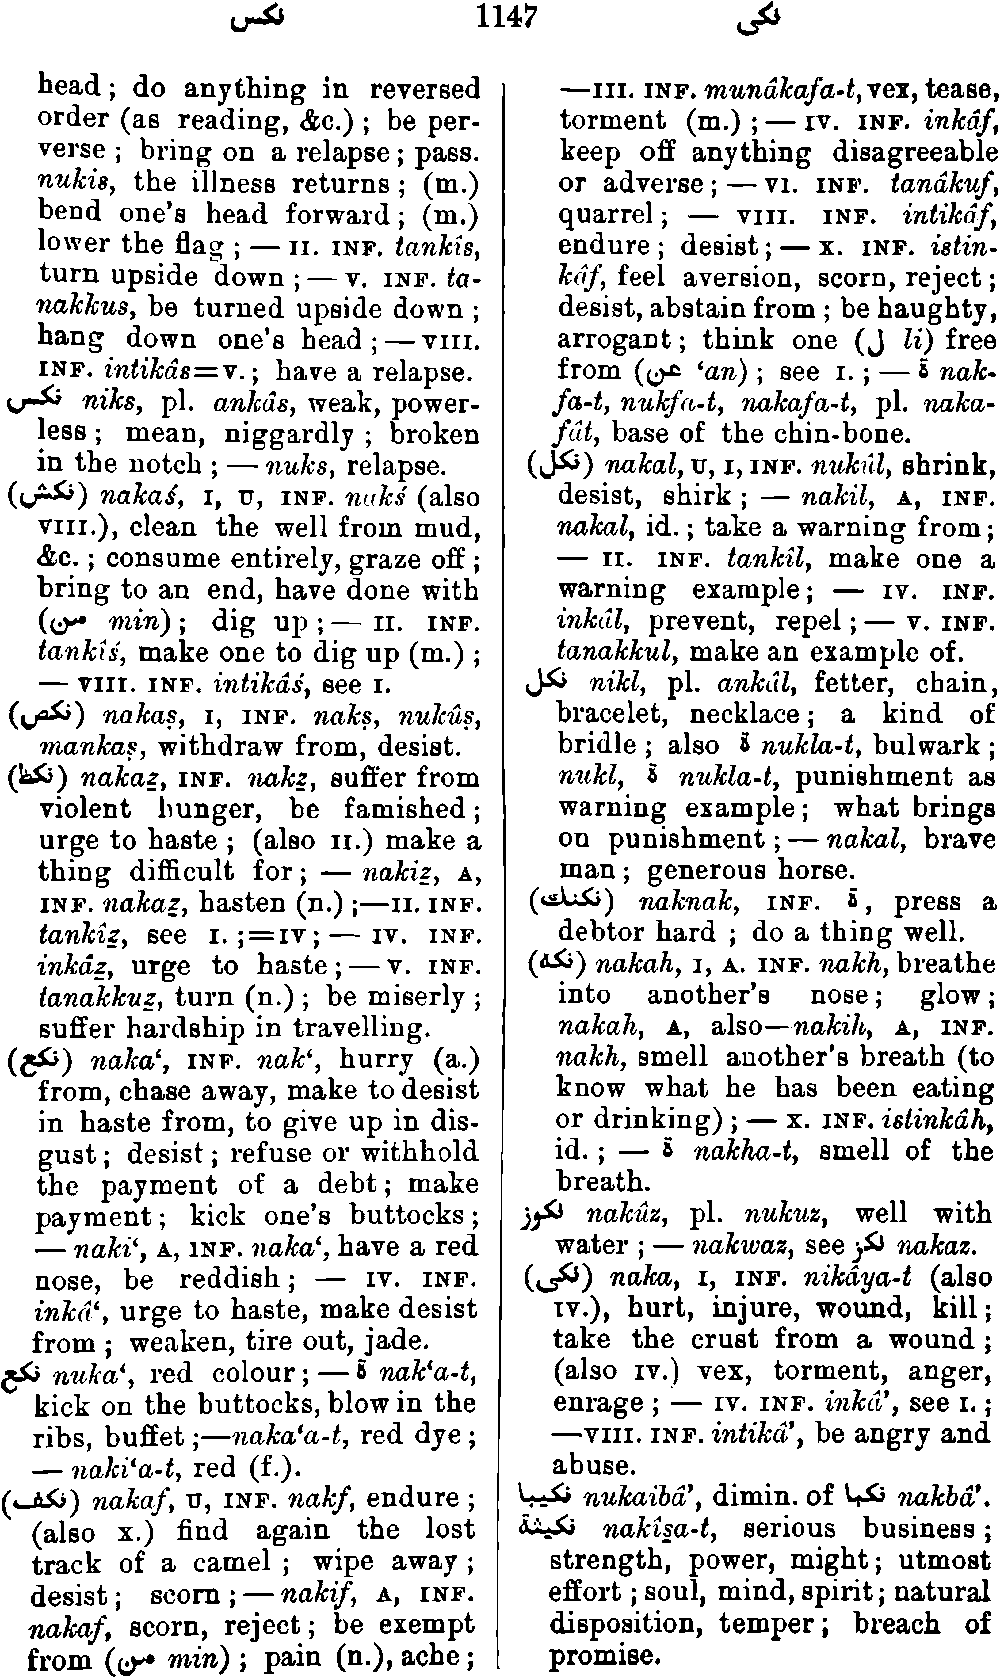 نكس 1147 نكى
head; do anything in reversed
order (as reading, &c.); be per-
verse; bring on a relapse; pass.
nukis, the illness returns; (m.)
bend one's head forward; (m.)
lower the flag; — II. INF. tankîs,
turn upside down; — V. INF. ta-
nakkus, be turned upside down;
hang down one's head; — VIII.
INF. intikâs=V.; have a relapse.
نكس niks, pl. ankâs, weak, power-
less; mean, niggardly; broken
in the notch; — nuks, relapse.
(نكش) nakaś, I, U, INF. nakś (also
VIII.), clean the well from mud,
&c.; consume entirely, graze off;
bring to an end, have done with
(من min); dig up; — II. INF.
tankîś, make one to dig up (m.);
— VIII. INF. intikâś, see I.
(نكص) nakaṣ, I, INF. nakṣ, nukûṣ,
mankaṣ, withdraw from, desist.
(نكظ) nakaẕ, INF. nakẕ, suffer from
violent hunger, be famished;
urge to haste; (also II.) make a
thing difficult for; — nakiẕ, A,
INF. nakaẕ, hasten (n.);—II. INF.
tankîẕ, see I.;=IV; — IV. INF.
inkâẕ, urge to haste; — V. INF.
tanakkuẕ, turn (n.); be miserly;
suffer hardship in travelling.
(نكع) naka‘, INF. nak‘, hurry (a.)
from, chase away, make to desist
in haste from, to give up in dis-
gust; desist; refuse or withhold
the payment of a debt; make
payment; kick one's buttocks;
— naki‘, A, INF. naka‘, have a red
nose, be reddish; — IV. INF.
inkâ‘, urge to haste, make desist
from; weaken, tire out, jade.
نكع nuka‘, red colour; — ة nak‘a-t,
kick on the buttocks, blow in the
ribs, buffet;—naka‘a-t, red dye;
— naki‘a-t, red (f.).
(نكف) nakaf, U, INF. nakf, endure;
(also X.) find again the lost
track of a camel; wipe away;
desist; scorn; — nakif, A, INF.
nakaf, scorn, reject; be exempt
from (من min); pain (n.), ache;
—III. INF. munâkafa-t, vex, tease,
torment (m.); — IV. INF. inkâf,
keep off anything disagreeable
or adverse; — VI. INF. tanâkuf,
quarrel; — VIII. INF. intikâf,
endure; desist; — X. INF. istin-
kâf, feel aversion, scorn, reject;
desist, abstain from; be haughty,
arrogant; think one (ل li) free
from (عن ‘an); see I.; — ة nak-
fa-t, nukfa-t, nakafa-t, pl. naka-
fât, base of the chin-bone.
(نكل) nakal, U, I, INF. nukûl, shrink,
desist, shirk; — nakil, A, INF.
nakal, id.; take a warning from;
— II. INF. tankîl, make one a
warning example; — IV. INF.
inkâl, prevent, repel; — V. INF.
tanakkul, make an example of.
نكل nikl, pl. ankâl, fetter, chain,
bracelet, necklace; a kind of
bridle; also ة nukla-t, bulwark;
nukl, ة nukla-t, punishment as
warning example; what brings
on punishment; — nakal, brave
man; generous horse.
(نكنك) naknak, INF. ة, press a
debtor hard; do a thing well.
(نكه) nakah, I, A. INF. nakh, breathe
into another's nose; glow;
nakah, A, also—nakih, A, INF.
nakh, smell another's breath (to
know what he has been eating
or drinking); — X. INF. istinkâh,
id.; — ة nakha-t, smell of the
breath.
نكوز nakûz, pl. nukuz, well with
water; — nakwaz, see نكز nakaz.
(نكى) naka, I, INF. nikâya-t (also
IV.), hurt, injure, wound, kill;
take the crust from a wound;
(also IV.) vex, torment, anger,
enrage; — IV. INF. inkâ’, see I.;
—VIII. INF. intikâ’, be angry and
abuse.
نكيبا nukaibâ’, dimin. of نكبا nakbâ’.
نكيثة nakîs̱a-t, serious business;
strength, power, might; utmost
effort; soul, mind, spirit; natural
disposition, temper; breach of
promise.